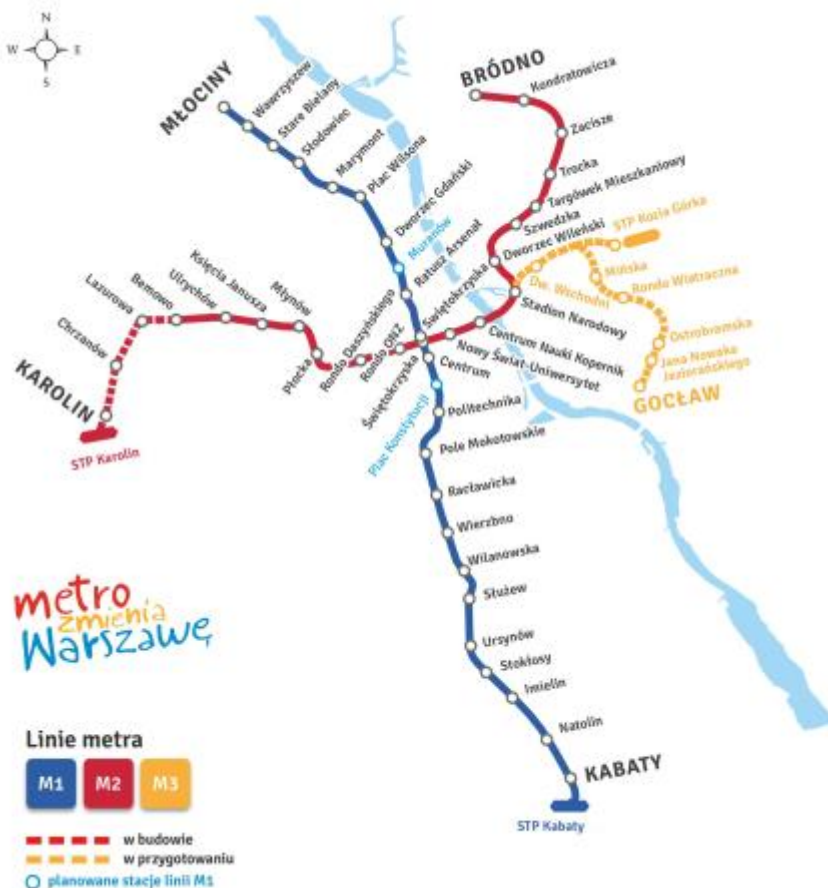 N
W
E
S
MŁOCINY
Wawrzyszew
Stare Bielany
Słodowiec
Marymont
Plac Wilsona
Dworzec Gdański
Muranów
Ratusz Arsenał
Świętokrzyska
BRÓDNO
Kondratowicza
Zacisze
Trocka
Targówek Mieszkaniowy
Szwedzka
Dworzec Wileński
STP Kozia Górka
Dw. Wschodni
Mińska
Rondo Wiatraczna
Ostrobramska
Jana Nowaka
Jeziorańskiego
GOCŁAW
Stadion Narodowy
Centrum Nauki Kopernik
Nowy Świat-Uniwersytet
Lazurowa
Bemowo
Ulrychów
Księcia Janusza
Młynów
Chrzanów
KAROLIN
STP Karolin
Płocka
Rondo Daszyńskiego
Rondo ONZ
Świętokrzyska
Centrum
Plac Konstytucji
Politechnika
Pole Mokotowskie
Racławicka
Wierzbno
Wilanowska
Służew
Ursynów
Stokłosy
Imielin
Natolin
KABATY
STP Kabaty
metro
zmienia
Warszawę
Linie metra
M1
M2
M3
w budowie
w przygotowaniu
planowane stacje linii M1